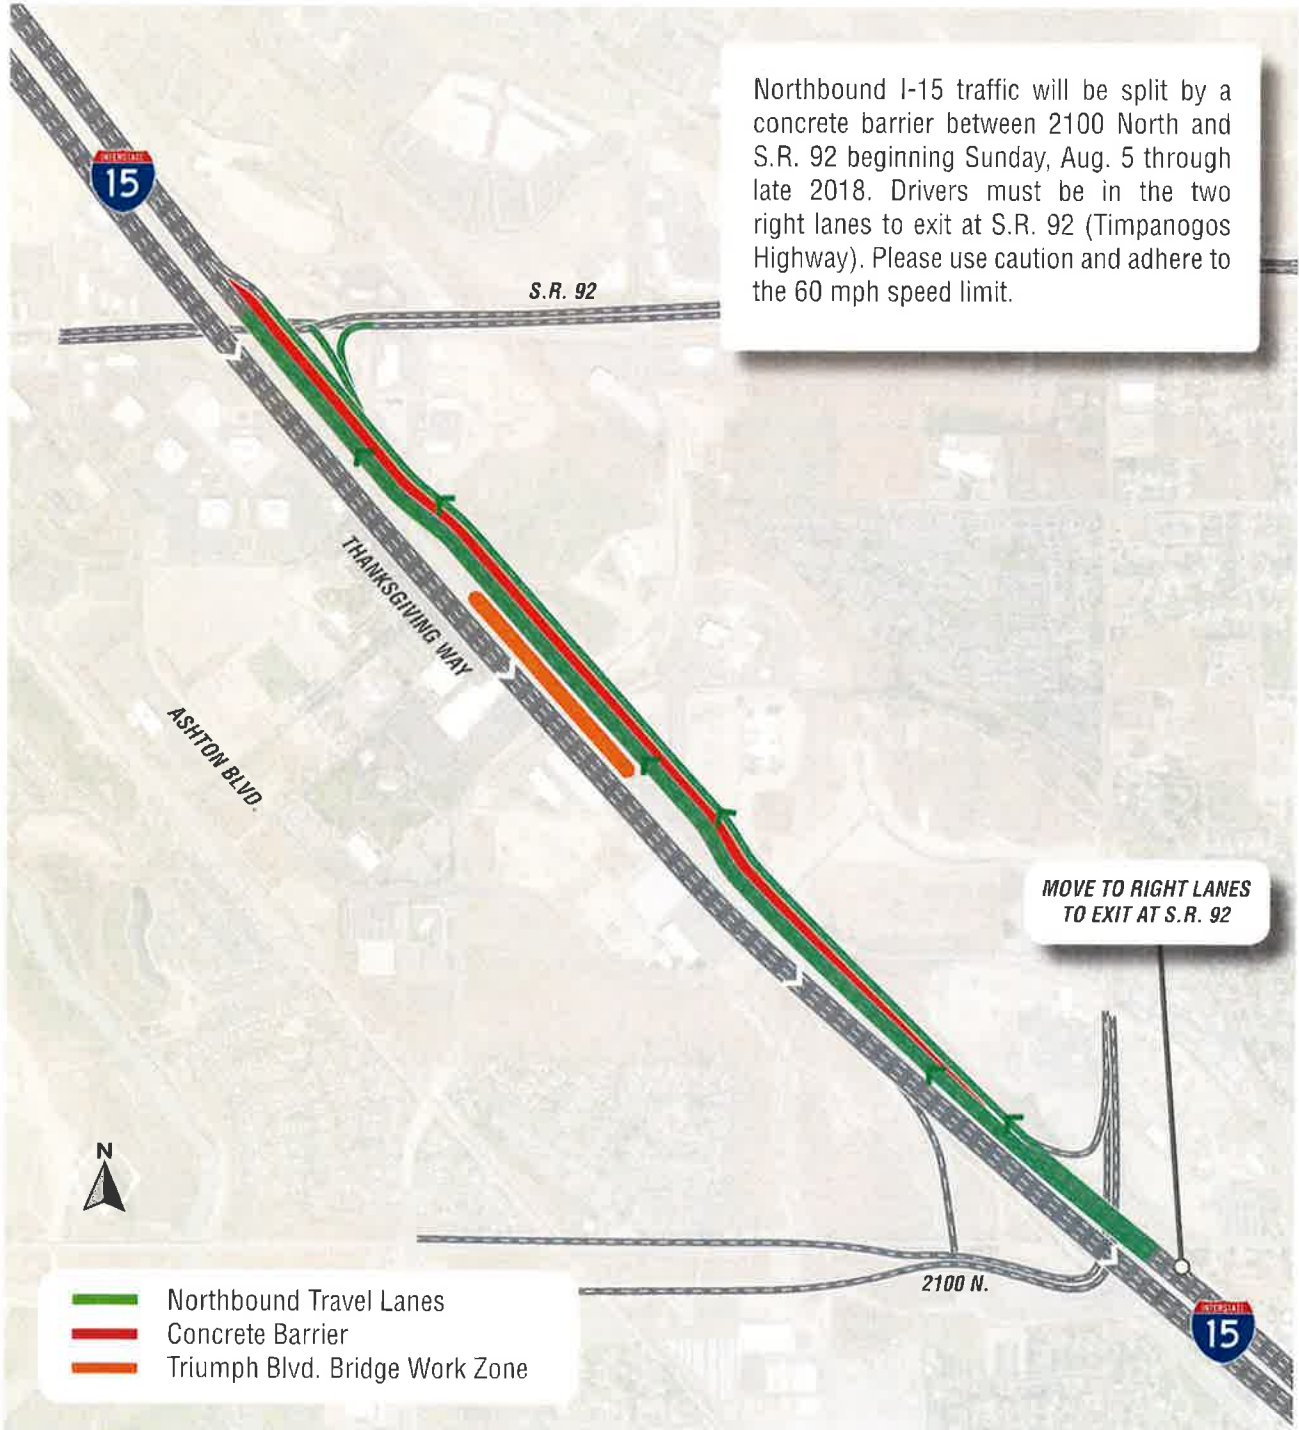 Northbound I-15 traffic will be split by a
concrete barrier between 2100 North and
S.R. 92 beginning Sunday, Aug. 5 through
late 2018. Drivers must be in the two
right lanes to exit at S.R. 92 (Timpanogos
Highway). Please use caution and adhere to
the 60 mph speed limit.
INTERSTATE
15
S.R. 92
THANKSGIVING WAY
ASHTON BLVD.
MOVE TO RIGHT LANES
TO EXIT AT S.R. 92
N
2100 N.
INTERSTATE
15
Northbound Travel Lanes
Concrete Barrier
Triumph Blvd. Bridge Work Zone